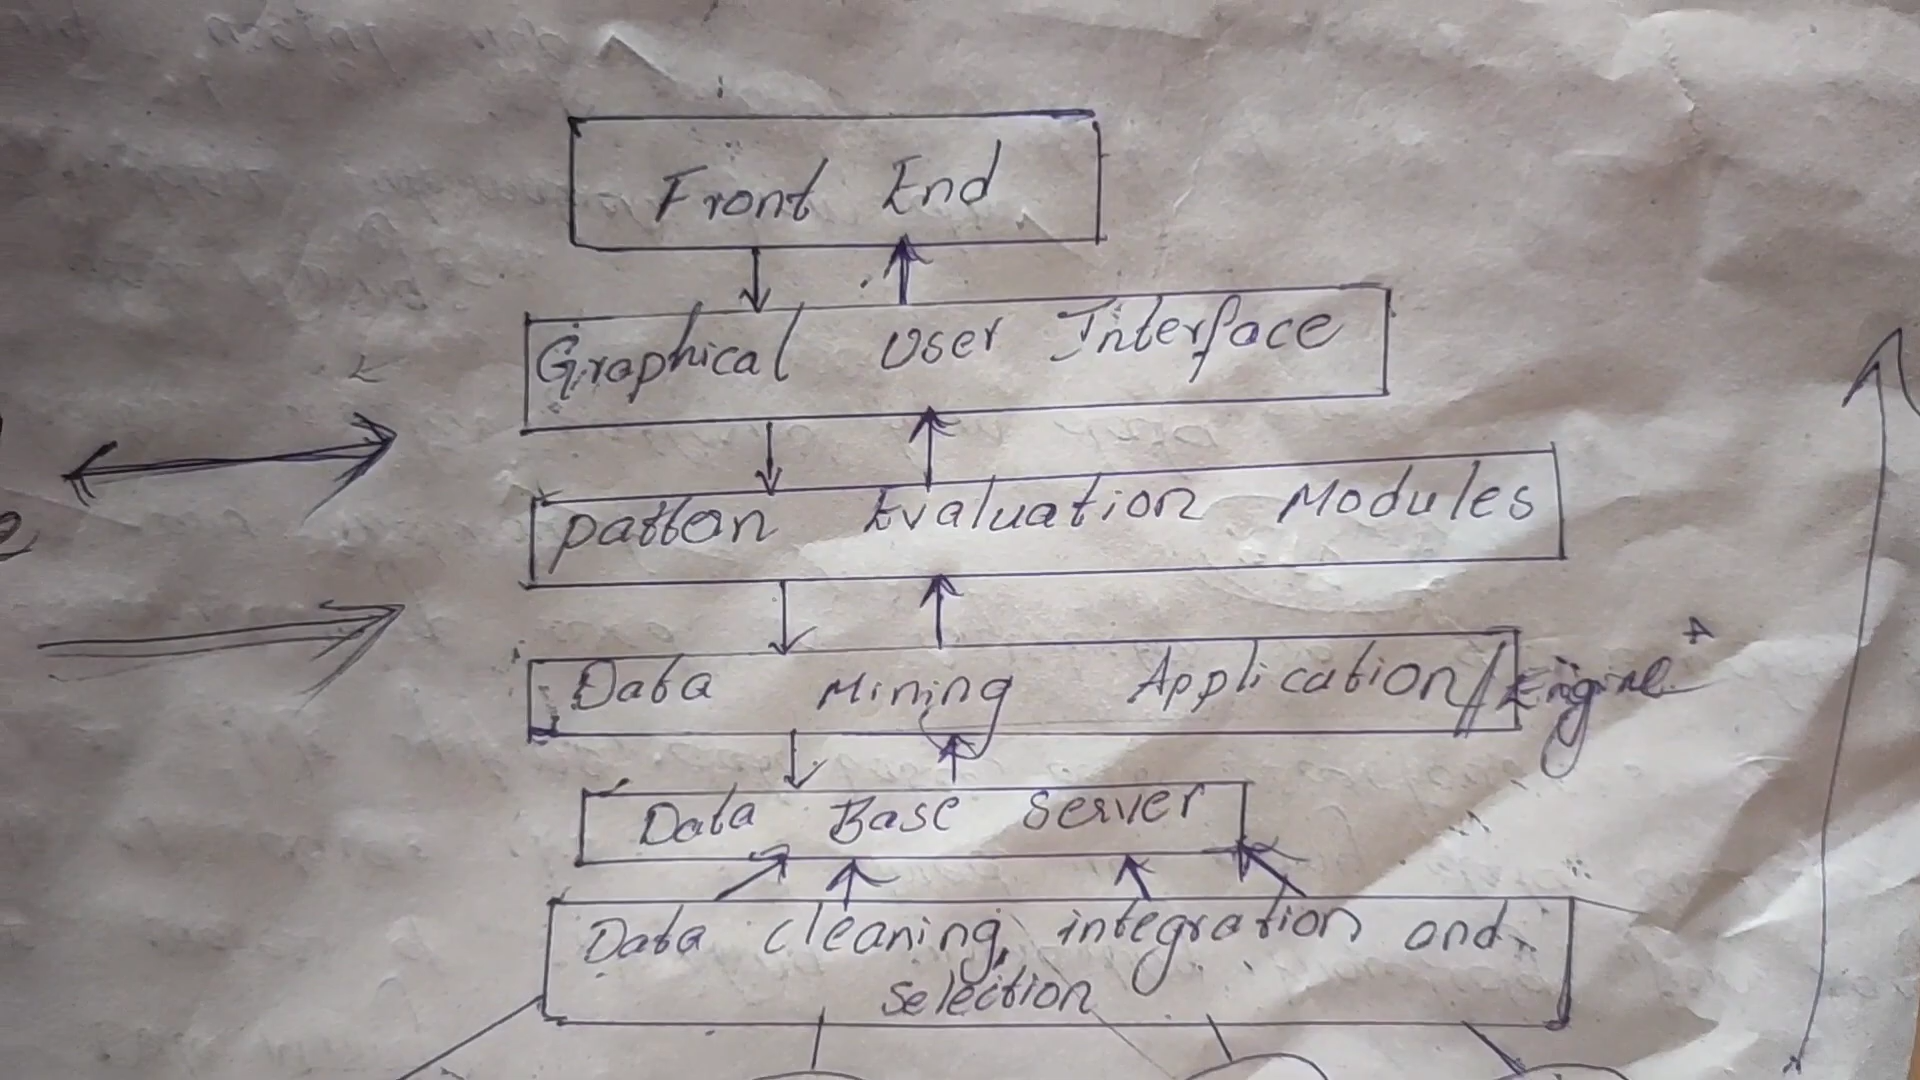 Front End
Graphical User Interface
pattern Evaluation Modules
Data Mining Application/Engine
Data Base server
Data cleaning, integration and
selection